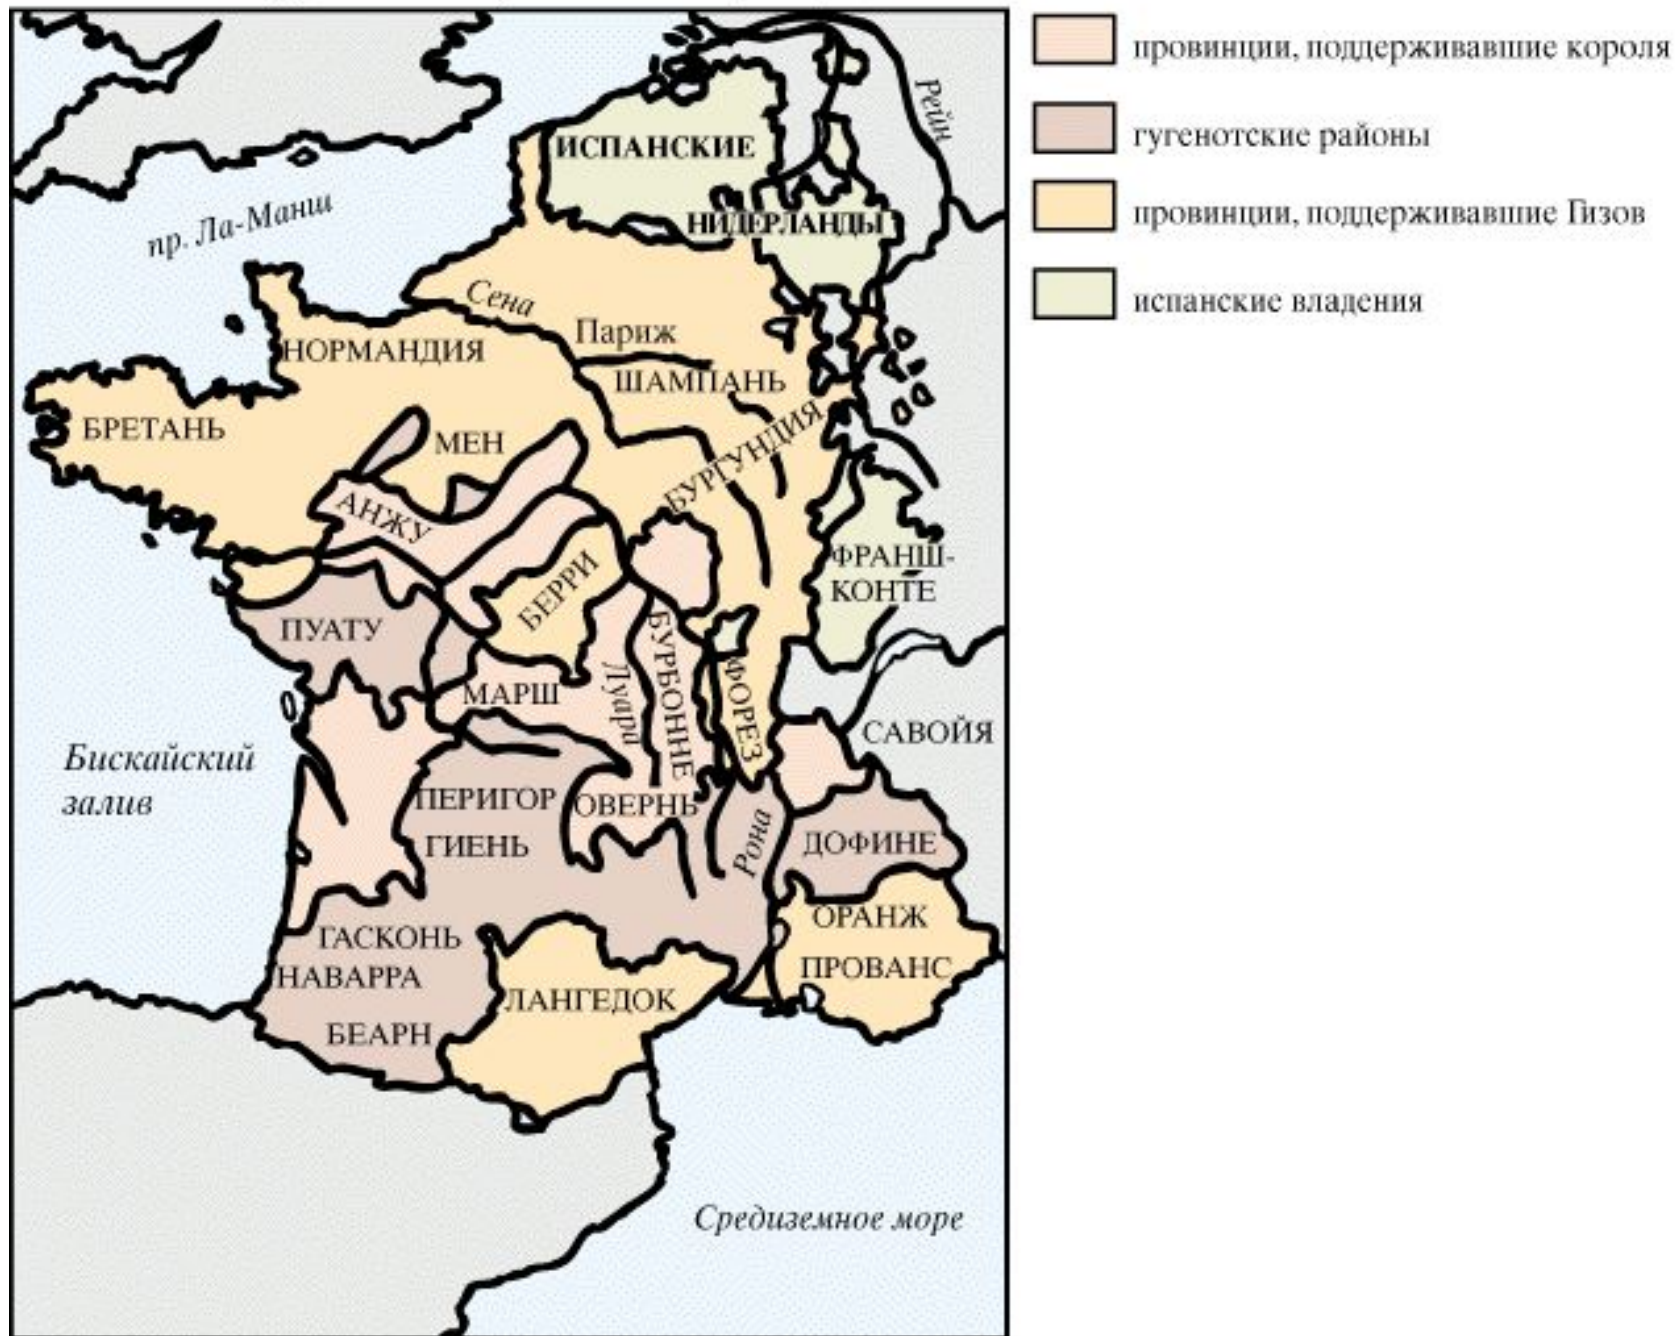 провинции, поддерживавшие короля
гугенотские районы
провинции, поддерживавшие Гизов
испанские владения
Рейн
ИСПАНСКИЕ
НИДЕРЛАНДЫ
пр. Ла-Манш
Сена
Париж
НОРМАНДИЯ
ШАМПАНЬ
БРЕТАНЬ
МЕН
БУРГУНДИЯ
АНЖУ
ФРАНШ-
КОНТЕ
БЕРРИ
ПУАТУ
БУРБОННЕ
Луара
МАРШ
ФОРЕЗ
САВОЙЯ
Бискайский
залив
ПЕРИГОР
ОВЕРНЬ
ГИЕНЬ
Рона
ДОФИНЕ
ОРАНЖ
ГАСКОНЬ
ПРОВАНС
НАВАРРА
ЛАНГЕДОК
БЕАРН
Средиземное море